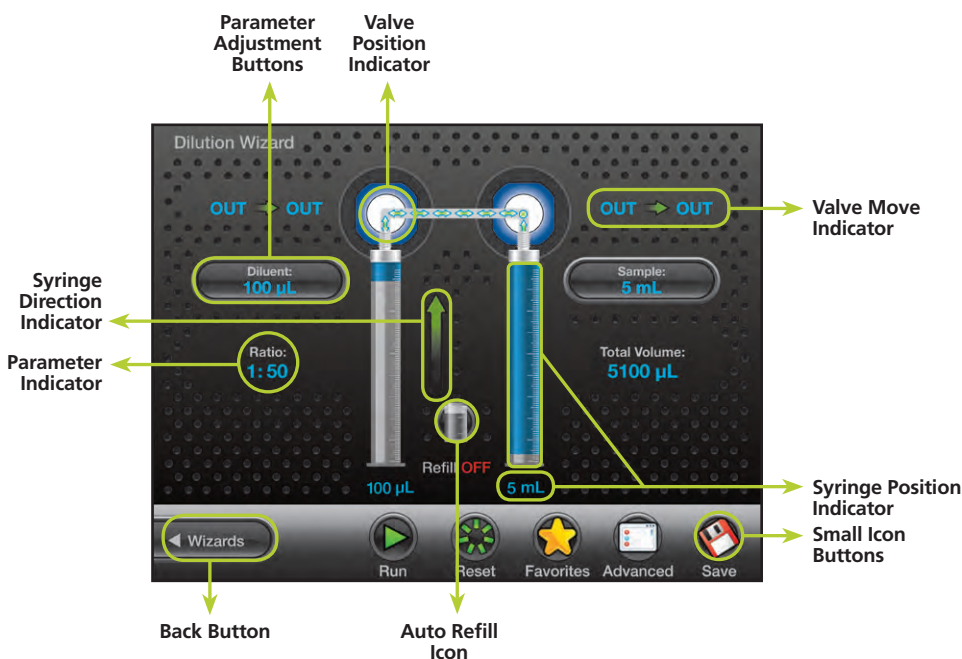 Parameter
Adjustment
Buttons
Valve
Position
Indicator
Dilution Wizard
OUT OUT
OUT OUT
Valve Move
Indicator
Syringe
Direction
Indicator
Diluent:
100 µL
Sample:
5 mL
Parameter
Indicator
Ratio:
1:50
Total Volume:
5100 µL
Refill OFF
100 µL
5 mL
Syringe Position
Indicator
Small Icon
Buttons
Wizards
Run
Reset
Favorites
Advanced
Save
Back Button
Auto Refill
Icon